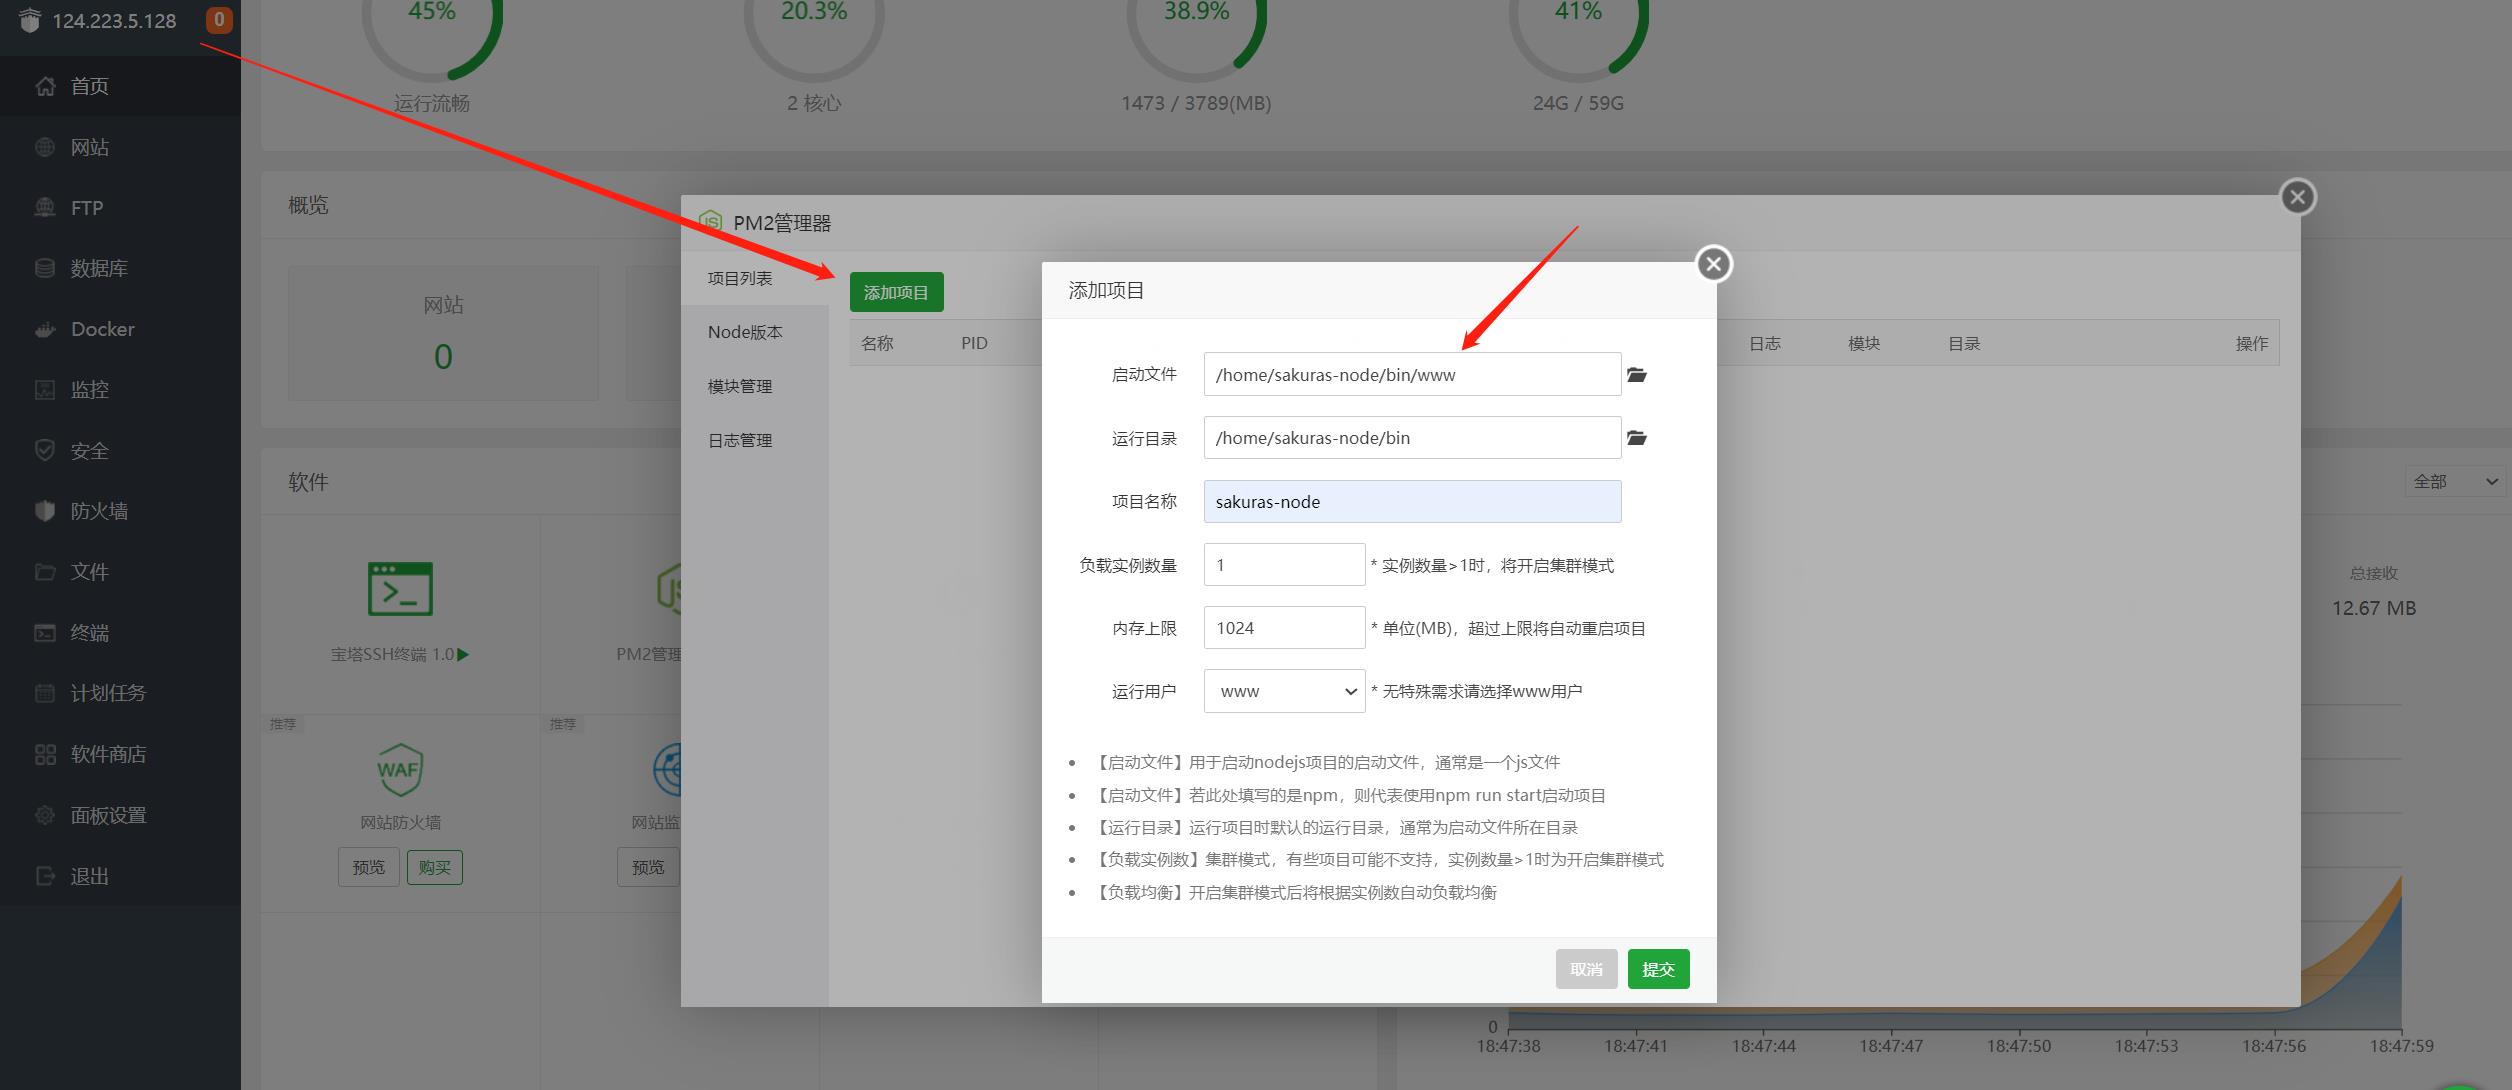 124.223.5.128
0
首页
网站
FTP
数据库
Docker
监控
安全
防火墙
文件
终端
计划任务
软件商店
面板设置
退出
45%
20.3%
38.9%
41%
运行流畅
2 核心
1473 / 3789(MB)
24G / 59G
概览
网站
0
软件
全部
宝塔SSH终端 1.0
PM2管理
推荐
推荐
WAF
网站防火墙
网站监
预览
购买
预览
总接收
12.67 MB
PM2管理器
项目列表
Node版本
模块管理
日志管理
添加项目
名称
PID
日志
模块
目录
操作
添加项目
启动文件
/home/sakuras-node/bin/www
运行目录
/home/sakuras-node/bin
项目名称
sakuras-node
负载实例数量
1
* 实例数量>1时，将开启集群模式
内存上限
1024
* 单位(MB)，超过上限将自动重启项目
运行用户
www
* 无特殊需求请选择www用户
【启动文件】用于启动nodejs项目的启动文件，通常是一个js文件
【启动文件】若此处填写的是npm，则代表使用npm run start启动项目
【运行目录】运行项目时默认的运行目录，通常为启动文件所在目录
【负载实例数】集群模式，有些项目可能不支持，实例数量>1时为开启集群模式
【负载均衡】开启集群模式后将根据实例数自动负载均衡
取消
提交
0
18:47:38
18:47:41
18:47:44
18:47:47
18:47:50
18:47:53
18:47:56
18:47:59